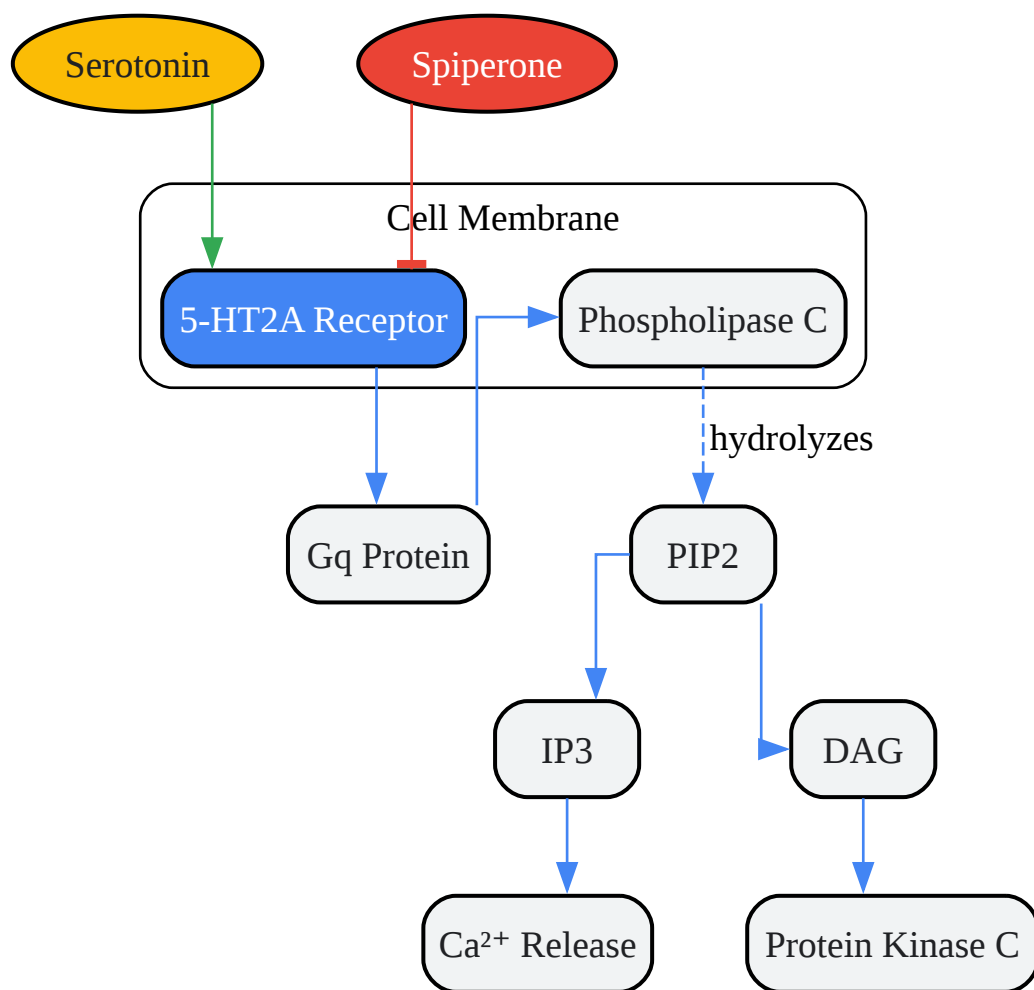 Serotonin
Spiperone
Cell Membrane
5-HT2A Receptor
Phospholipase C
hydrolyzes
Gq Protein
PIP2
IP3
DAG
Ca²⁺ Release
Protein Kinase C